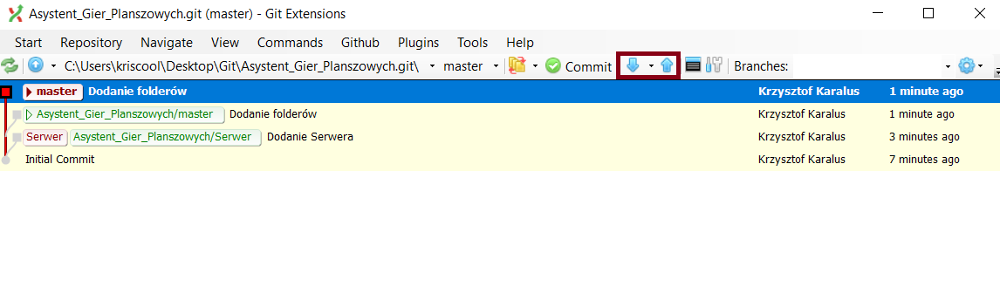 Asystent_Gier_Planszowych.git (master) - Git Extensions
Start Repository Navigate View Commands Github Plugins Tools Help
C:\Users\kriscool\Desktop\Git\Asystent_Gier_Planszowych.git\ master Commit Branches:
master Dodanie folderów Krzysztof Karalus 1 minute ago
Asystent_Gier_Planszowych/master Dodanie folderów Krzysztof Karalus 1 minute ago
Serwer Asystent_Gier_Planszowych/Serwer Dodanie Serwera Krzysztof Karalus 3 minutes ago
Initial Commit Krzysztof Karalus 7 minutes ago